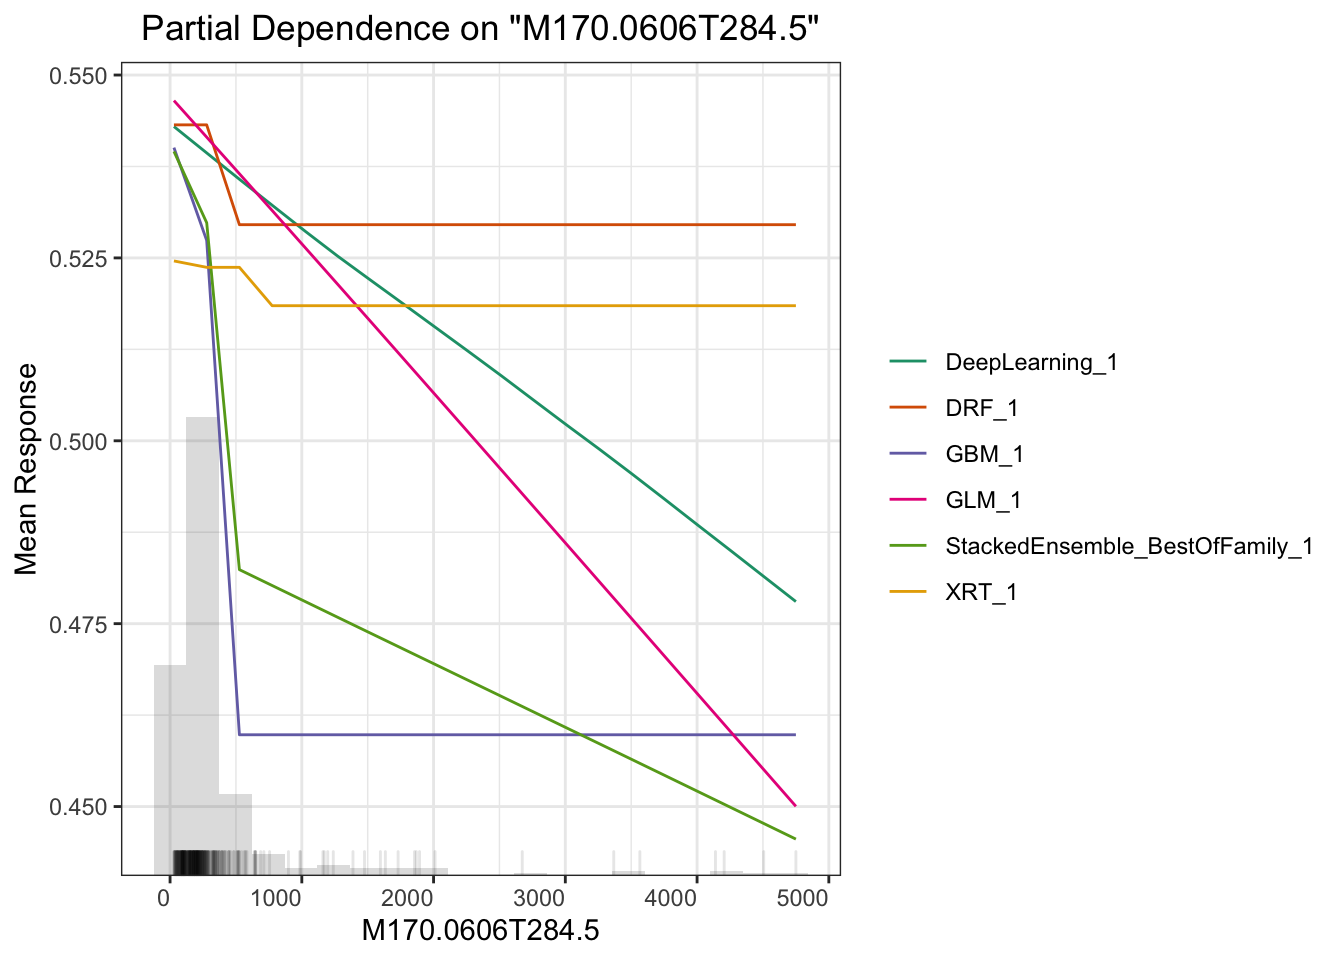 Partial Dependence on "M170.0606T284.5"
0.550
0.525
0.500
0.475
0.450
Mean Response
0
1000
2000
3000
4000
5000
M170.0606T284.5
DeepLearning_1
DRF_1
GBM_1
GLM_1
StackedEnsemble_BestOfFamily_1
XRT_1